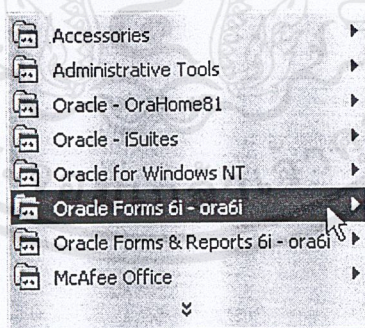 Accessories
Administrative Tools
Oracle - OraHome81
Oracle - iSuites
Oracle for Windows NT
Oracle Forms 6i - ora6i
Oracle Forms & Reports 6i - ora6i
McAfee Office